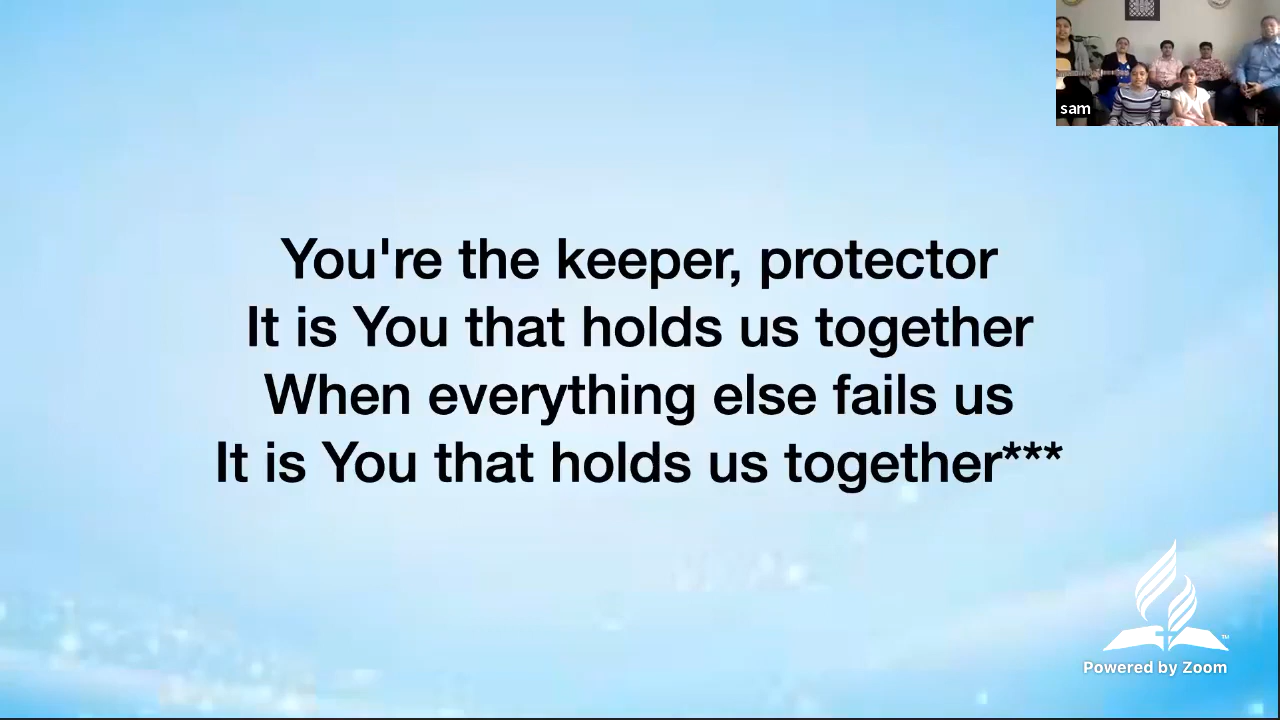 sam
You're the keeper, protector
It is You that holds us together
When everything else fails us
It is You that holds us together***
TM
Powered by Zoom